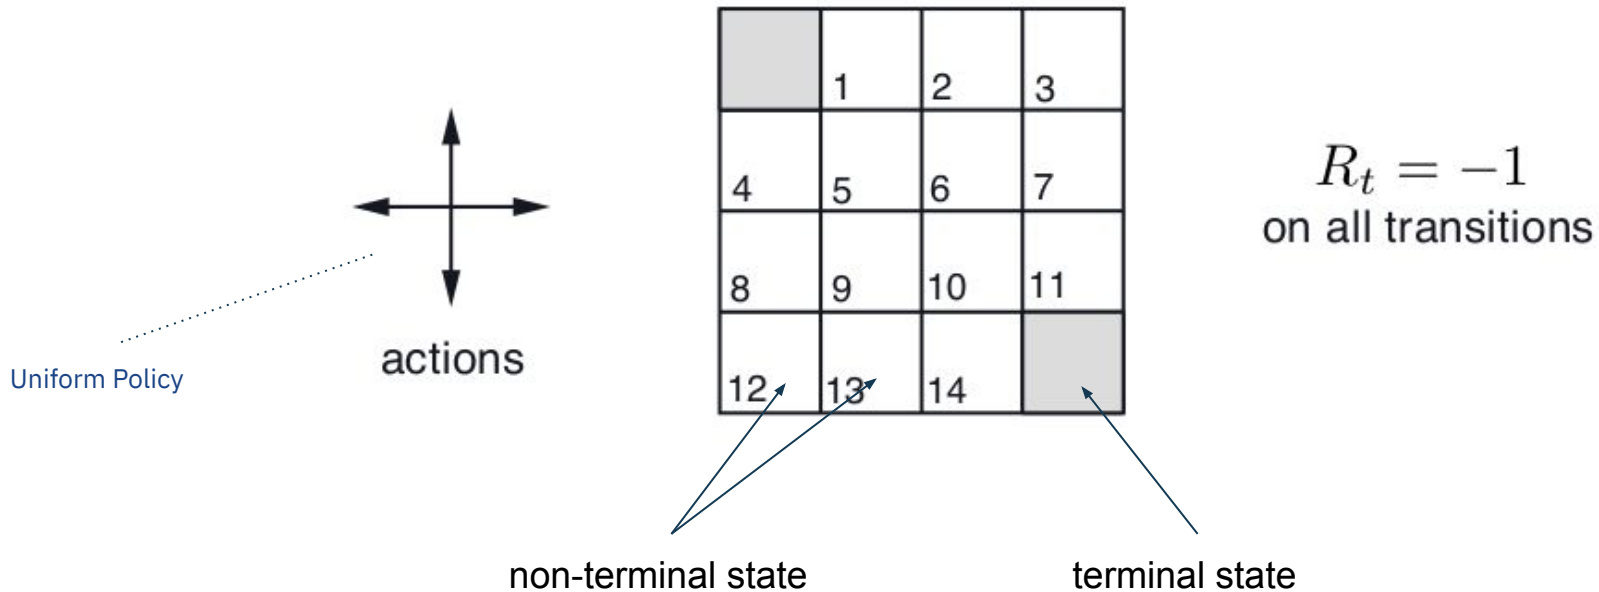 1 2 3
4 5 6 7
8 9 10 11
12 13 14
actions
Uniform Policy
R_t = −1
on all transitions
non-terminal state
terminal state